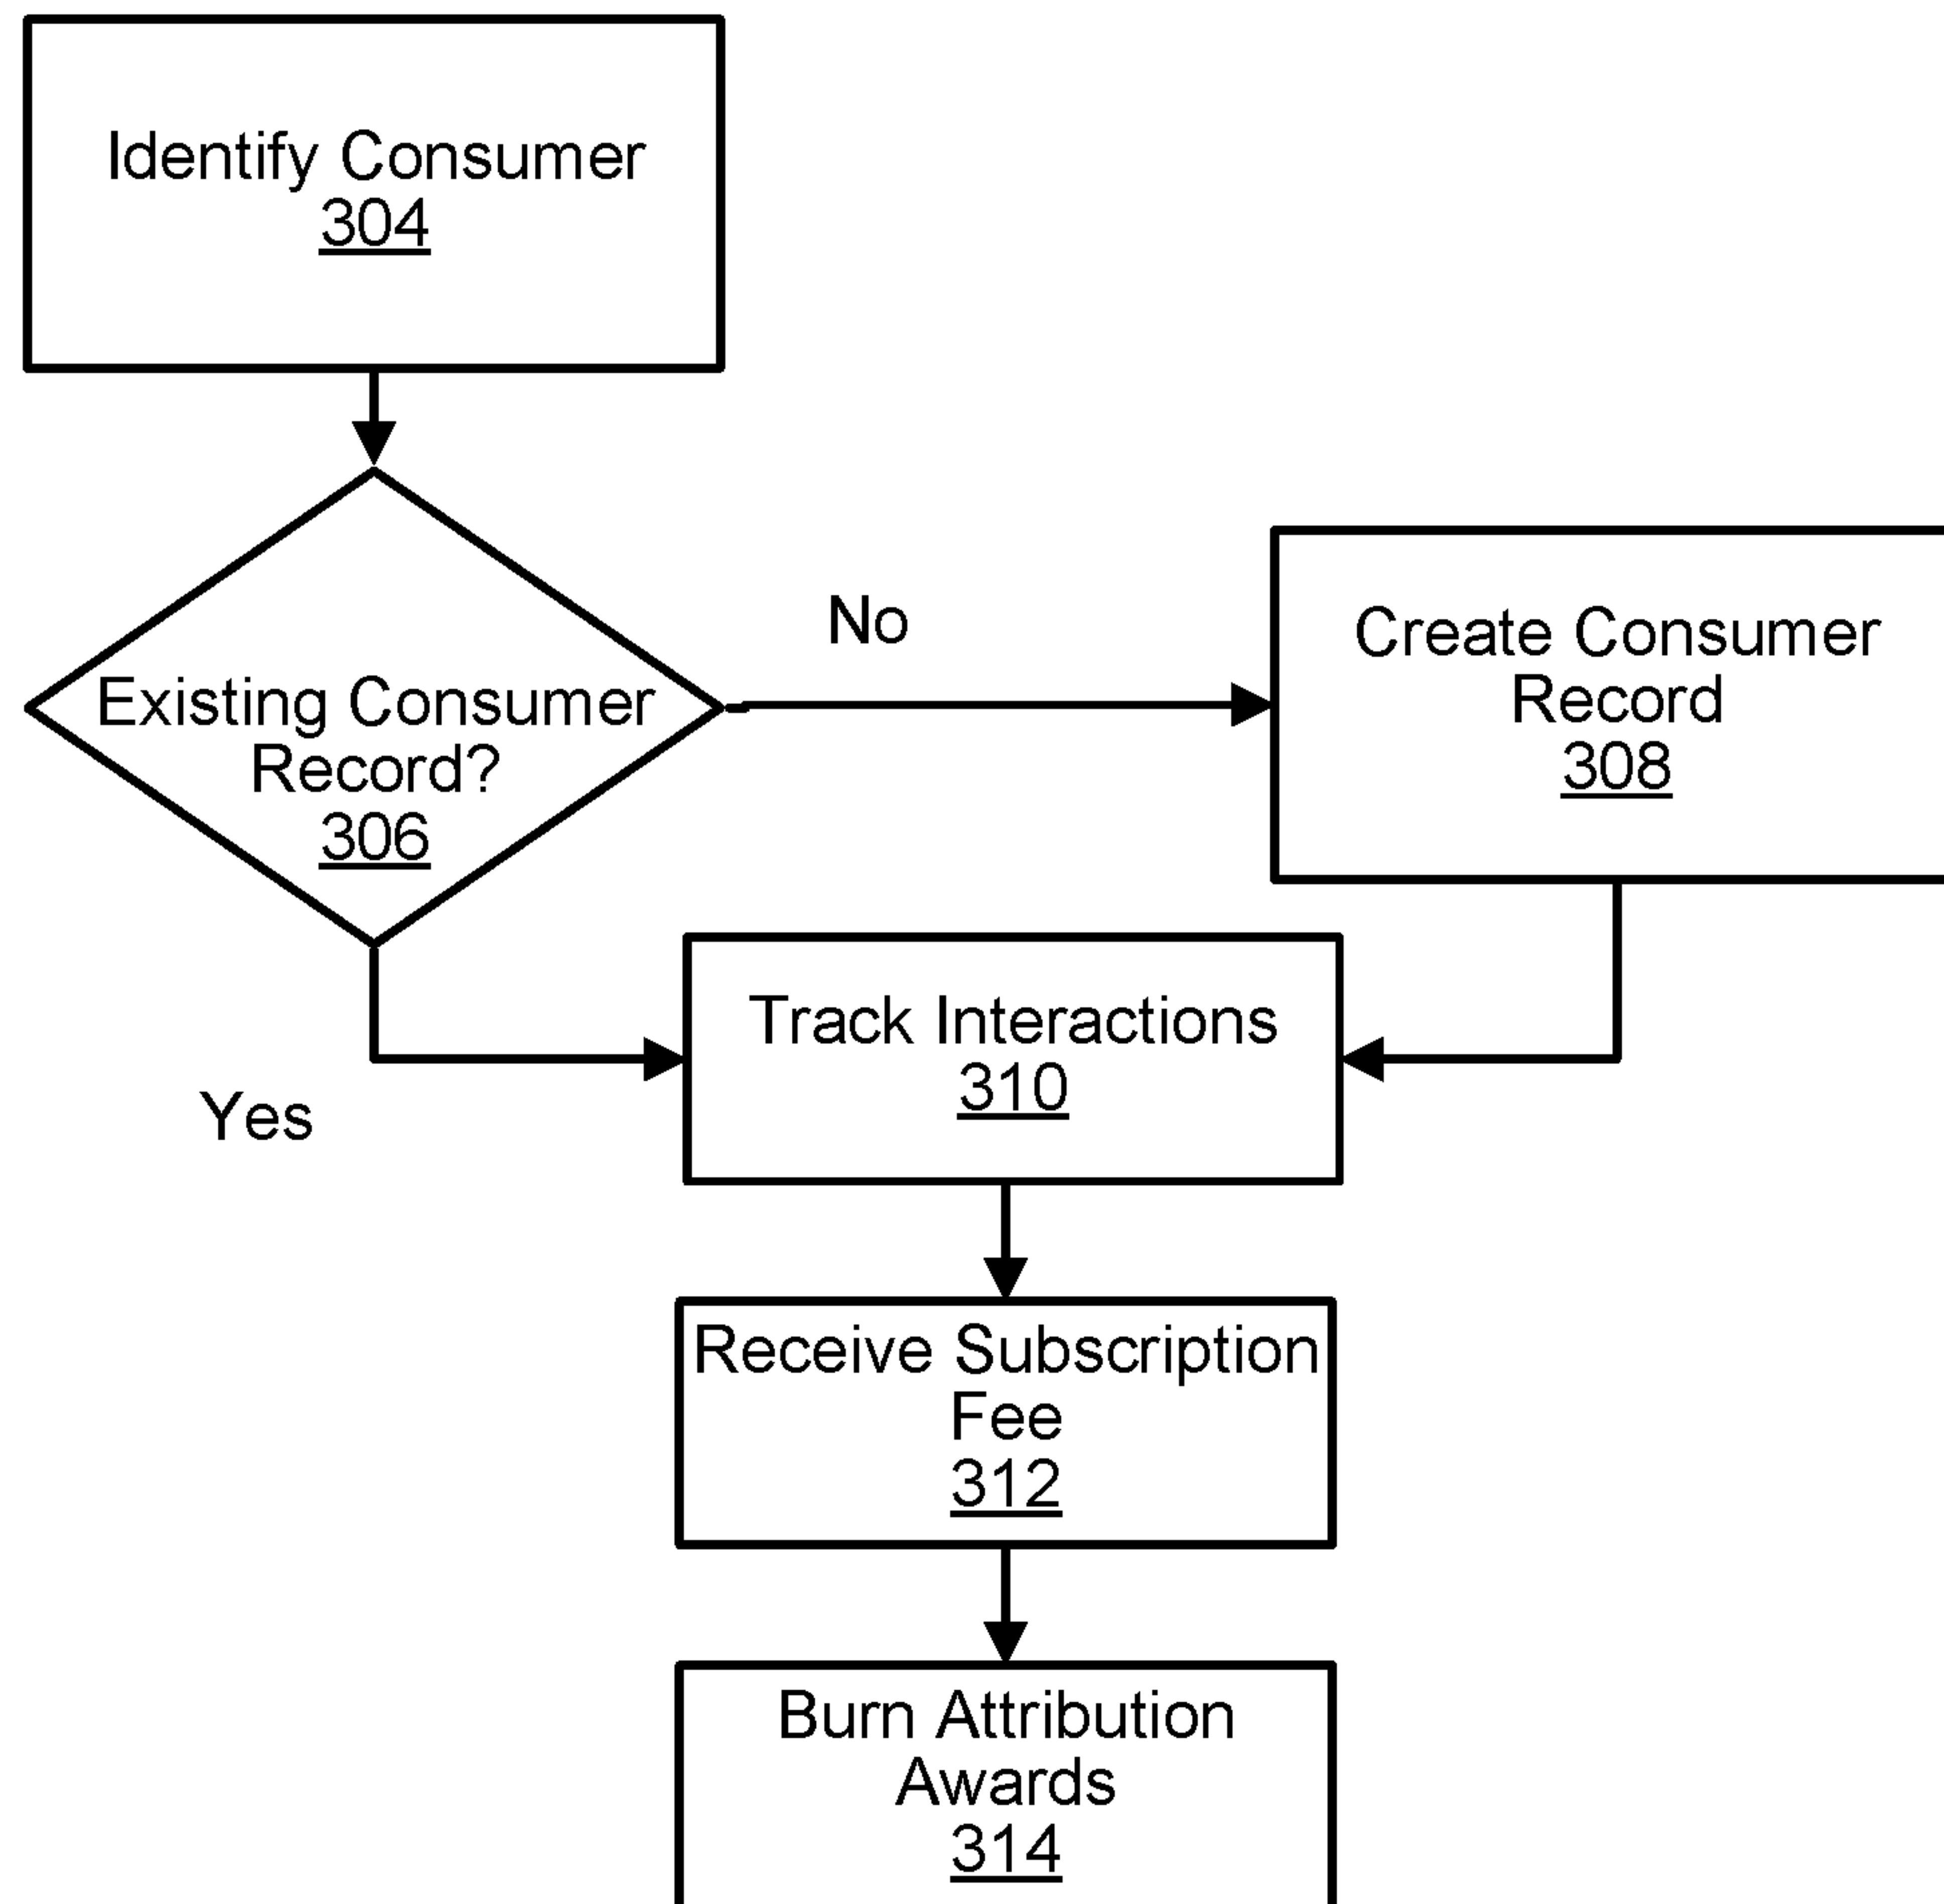 Identify Consumer
304
No
Existing Consumer
Record?
306
Create Consumer
Record
308
Yes
Track Interactions
310
Receive Subscription
Fee
312
Burn Attribution
Awards
314